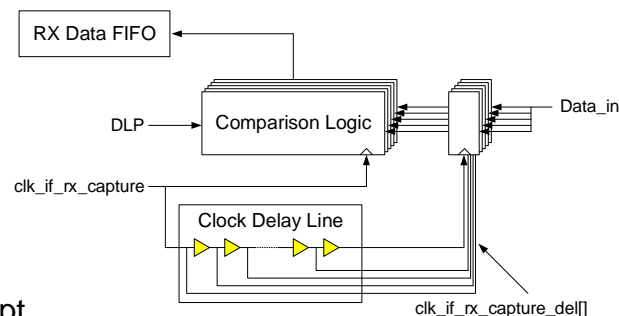 RX Data FIFO
Comparison Logic
Data_in
DLP
clk_if_rx_capture
Clock Delay Line
clk_if_rx_capture_del[]